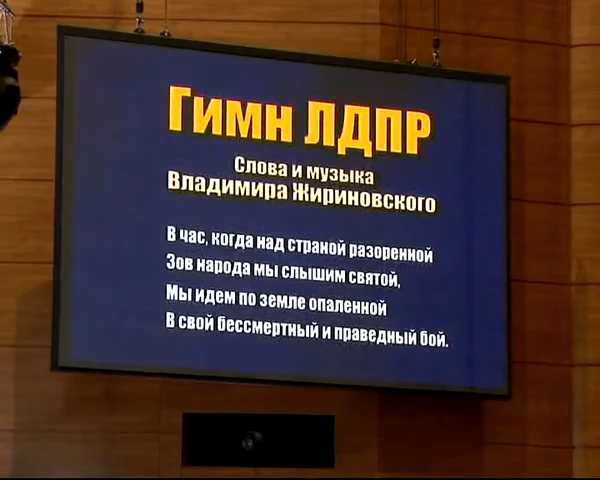 Гимн ЛДПР
Слова и музыка
Владимира Жириновского
В час, когда над страной разоренной
Зов народа мы слышим святой,
Мы идем по земле опаленной
В свой бессмертный и праведный бой.